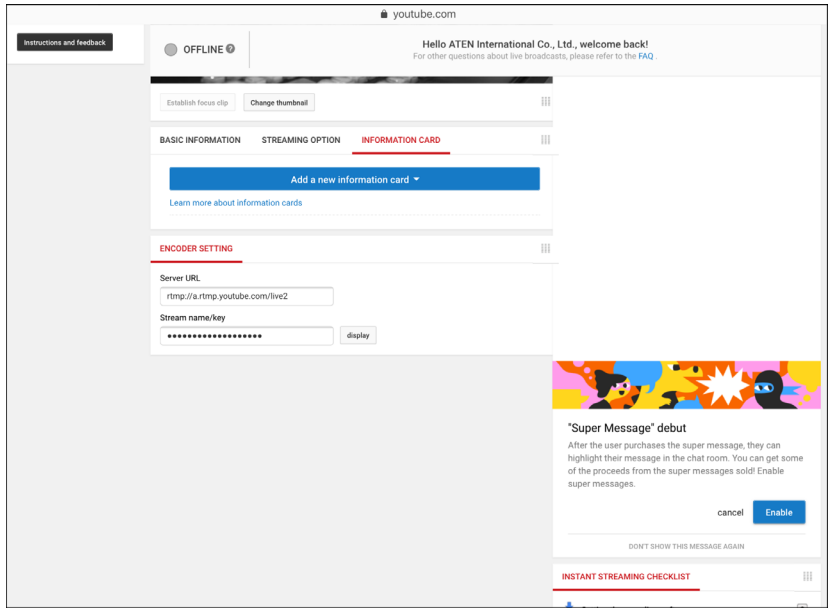 youtube.com
Instructions and feedback
OFFLINE ?
Hello ATEN International Co., Ltd., welcome back!
For other questions about live broadcasts, please refer to the FAQ .
Establish focus clip
Change thumbnail
BASIC INFORMATION
STREAMING OPTION
INFORMATION CARD
Add a new information card
Learn more about information cards
ENCODER SETTING
Server URL
rtmp://a.rtmp.youtube.com/live2
Stream name/key
•••••••••••••••••••
display
"Super Message" debut
After the user purchases the super message, they can
highlight their message in the chat room. You can get some
of the proceeds from the super messages sold! Enable
super messages.
cancel
Enable
DON'T SHOW THIS MESSAGE AGAIN
INSTANT STREAMING CHECKLIST